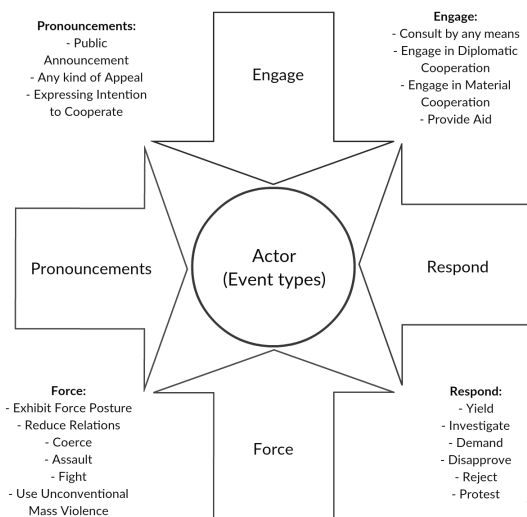 Pronouncements:
- Public
Announcement
- Any kind of Appeal
- Expressing Intention
to Cooperate
Engage
Engage:
- Consult by any means
- Engage in Diplomatic
Cooperation
- Engage in Material
Cooperation
- Provide Aid
Pronouncements
Actor
(Event types)
Respond
Force:
- Exhibit Force Posture
- Reduce Relations
- Coerce
- Assault
- Fight
- Use Unconventional
Mass Violence
Force
Respond:
- Yield
- Investigate
- Demand
- Disapprove
- Reject
- Protest